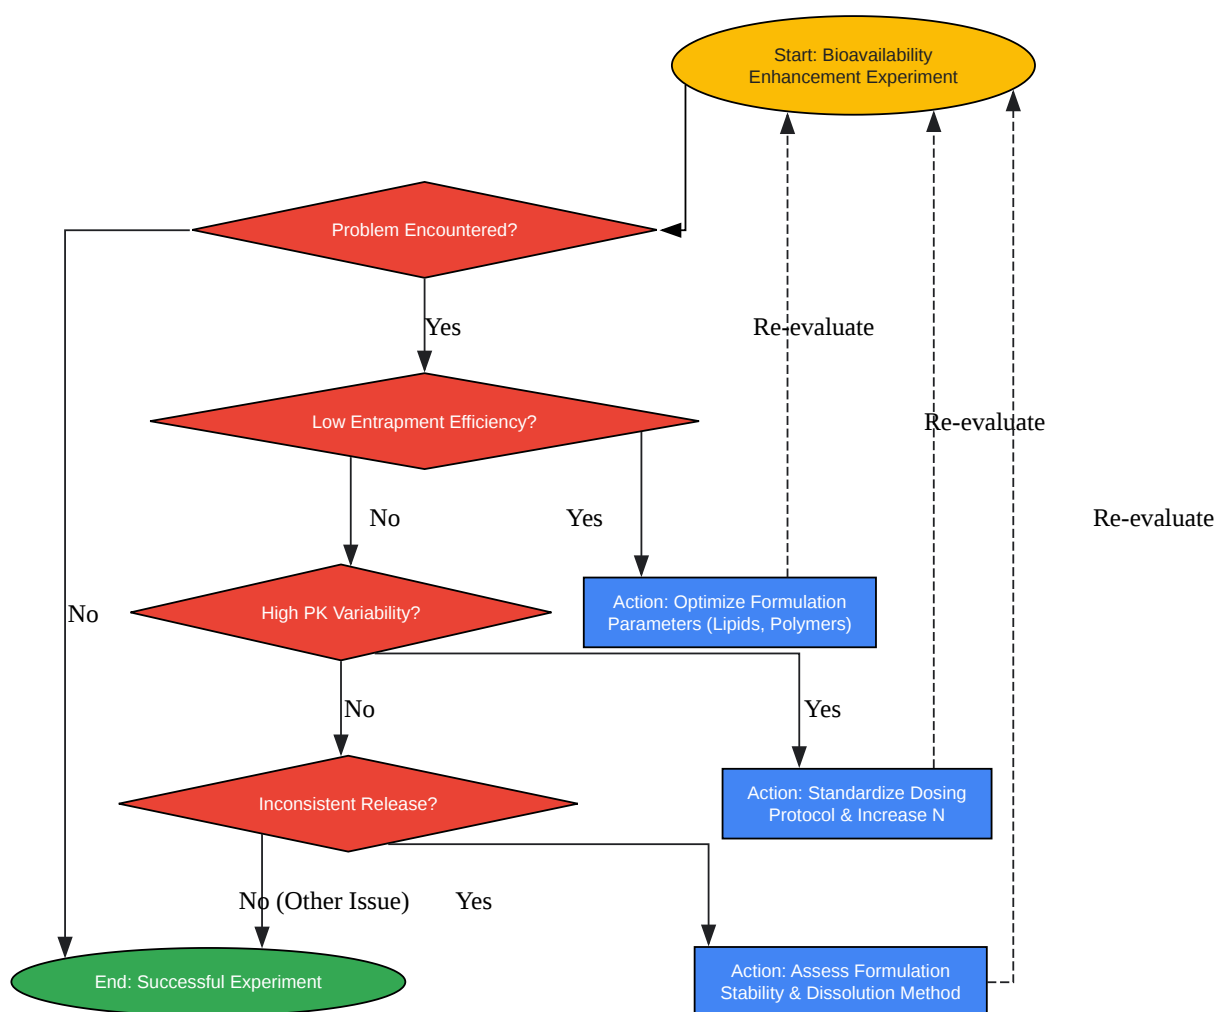 Start: Bioavailability
Enhancement Experiment
Problem Encountered?
Yes
Re-evaluate
Low Entrapment Efficiency?
Re-evaluate
No
Yes
Re-evaluate
High PK Variability?
Action: Optimize Formulation
Parameters (Lipids, Polymers)
No
No
Yes
Inconsistent Release?
Action: Standardize Dosing
Protocol & Increase N
No (Other Issue)
Yes
End: Successful Experiment
Action: Assess Formulation
Stability & Dissolution Method